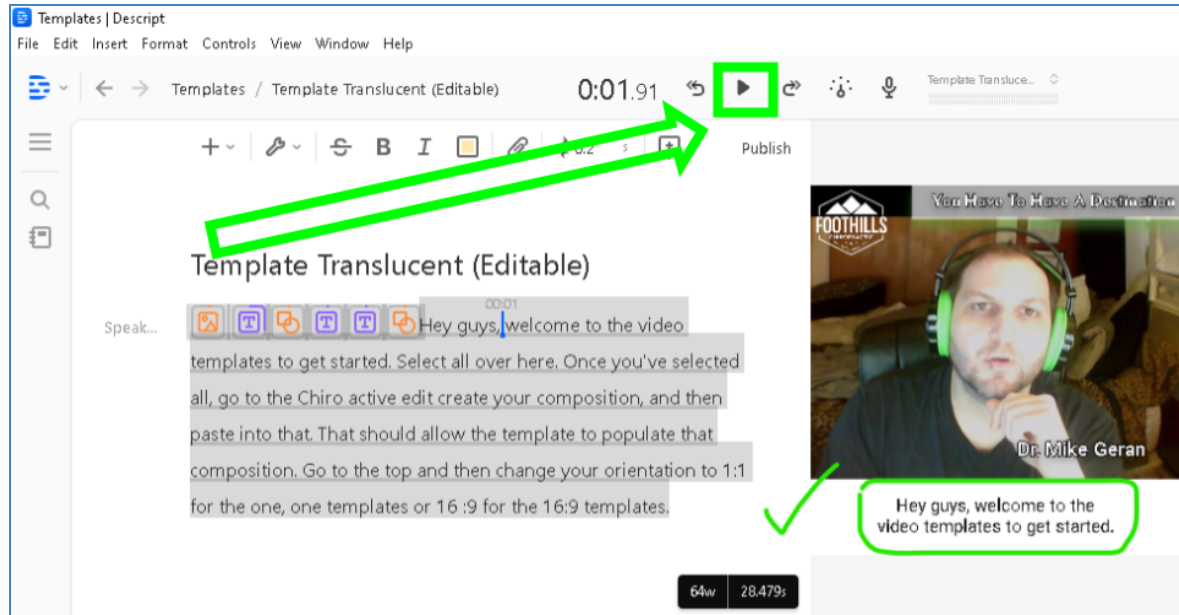 Templates | Descript
File Edit Insert Format Controls View Window Help
Templates / Template Translucent (Editable)
0:01.91
Template Transluce...
B I
s
Publish
You Have To Have A Destination
FOOTHILLS
CHIROPRACTIC
Template Translucent (Editable)
00:01
Speak...
Hey guys, welcome to the video
templates to get started. Select all over here. Once you've selected
all, go to the Chiro active edit create your composition, and then
paste into that. That should allow the template to populate that
composition. Go to the top and then change your orientation to 1:1
for the one, one templates or 16 :9 for the 16:9 templates.
Dr. Mike Geran
Hey guys, welcome to the
video templates to get started.
64w 28.479s